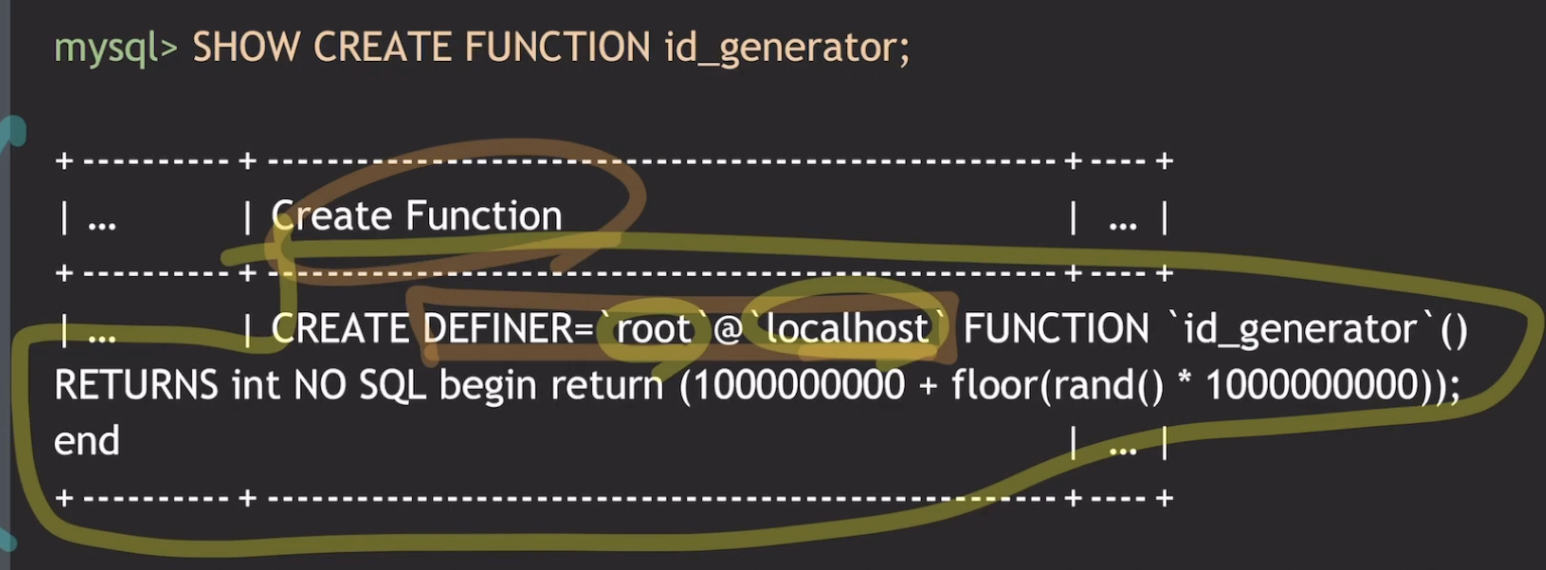 mysql> SHOW CREATE FUNCTION id_generator;
+ ---------- + ------------------------------------------------------ + ---- +
| ... | Create Function | ... |
+ ---------- + ------------------------------------------------------ + ---- +
| ... | CREATE DEFINER=`root`@`localhost` FUNCTION `id_generator`()
RETURNS int NO SQL begin return (1000000000 + floor(rand() * 1000000000));
end | ... |
+ ---------- + ------------------------------------------------------ + ---- +